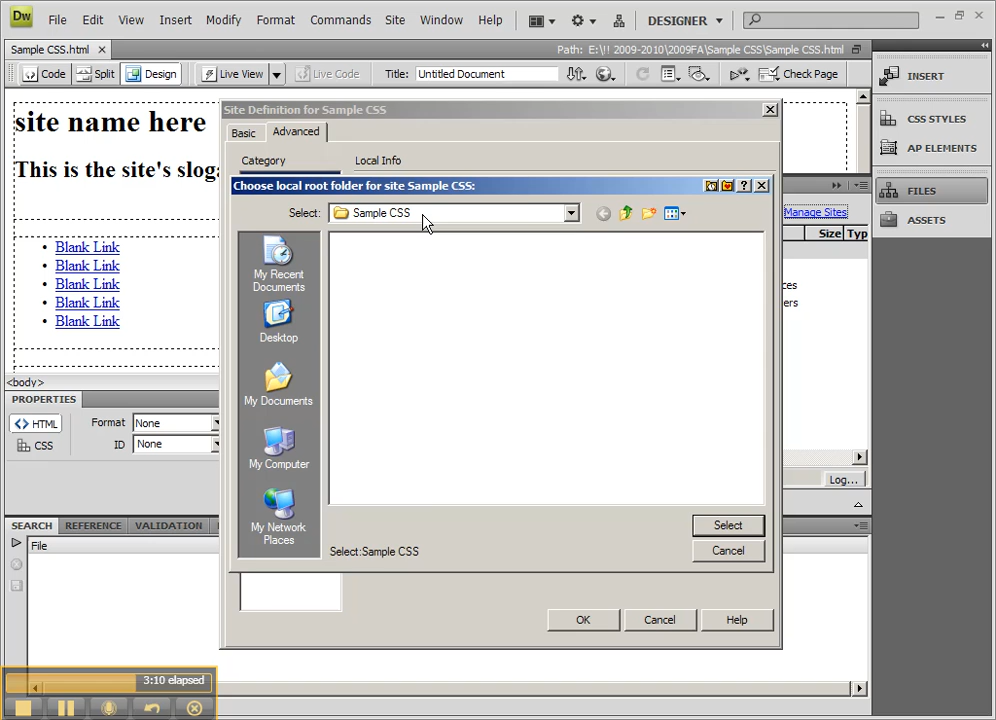 Dw File Edit View Insert Modify Format Commands Site Window Help DESIGNER
Sample CSS.html Path: E:\!! 2009-2010\2009FA\Sample CSS\Sample CSS.html
Code Split Design Live View Live Code Title: Untitled Document Check Page
INSERT
CSS STYLES
AP ELEMENTS
FILES
ASSETS
site name here
This is the site's sloga
Blank Link
Blank Link
Blank Link
Blank Link
Blank Link
<body>
Manage Sites
Size Typ
ces
ers
Log...
Site Definition for Sample CSS
Basic Advanced
Category Local Info
Choose local root folder for site Sample CSS:
Select: Sample CSS
My Recent
Documents
Desktop
My Documents
My Computer
My Network
Places
Select:Sample CSS
Select
Cancel
OK Cancel Help
PROPERTIES
<> HTML Format None
CSS ID None
SEARCH REFERENCE VALIDATION
File
3:10 elapsed